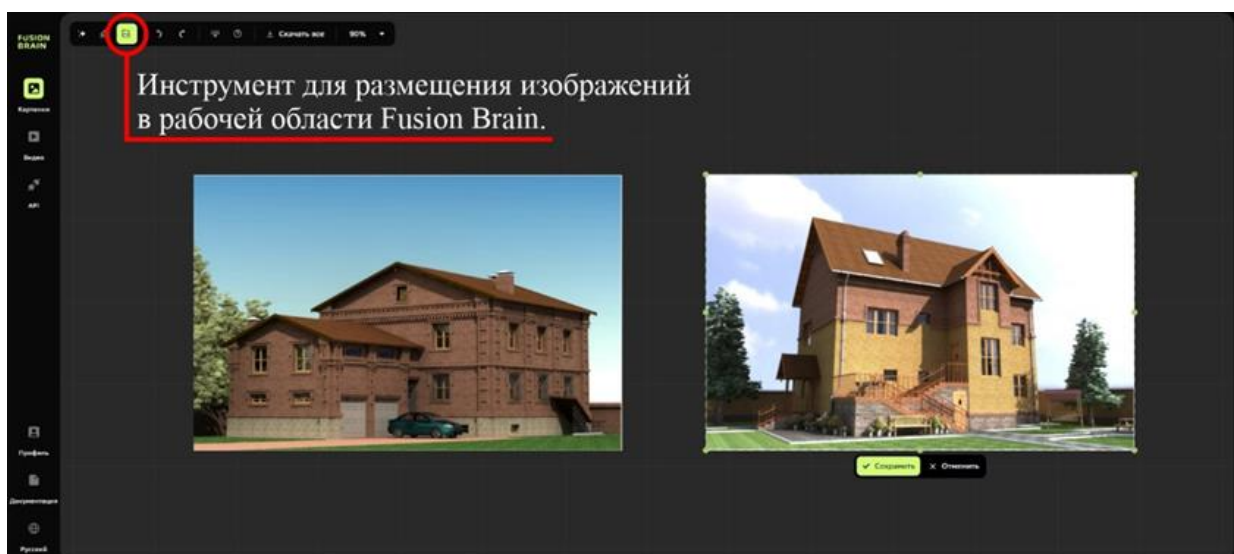 FUSION
BRAIN
Скачать все
90%
Инструмент для размещения изображений
в рабочей области Fusion Brain.
Картинки
Видео
API
Сохранить
Отменить
Профиль
Документация
Русский